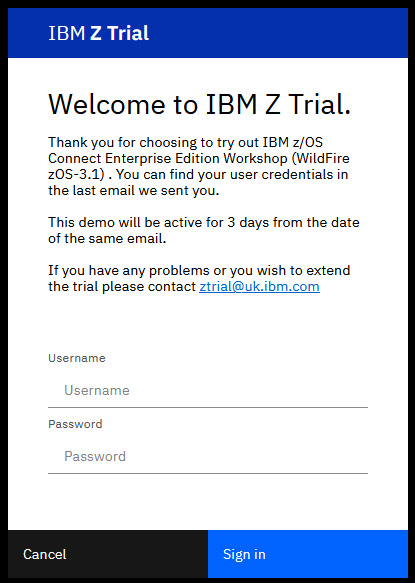 IBM Z Trial
Welcome to IBM Z Trial.
Thank you for choosing to try out IBM z/OS
Connect Enterprise Edition Workshop (WildFire
zOS-3.1) . You can find your user credentials in
the last email we sent you.
This demo will be active for 3 days from the date
of the same email.
If you have any problems or you wish to extend
the trial please contact ztrial@uk.ibm.com
Username
Username
Password
Password
Cancel
Sign in